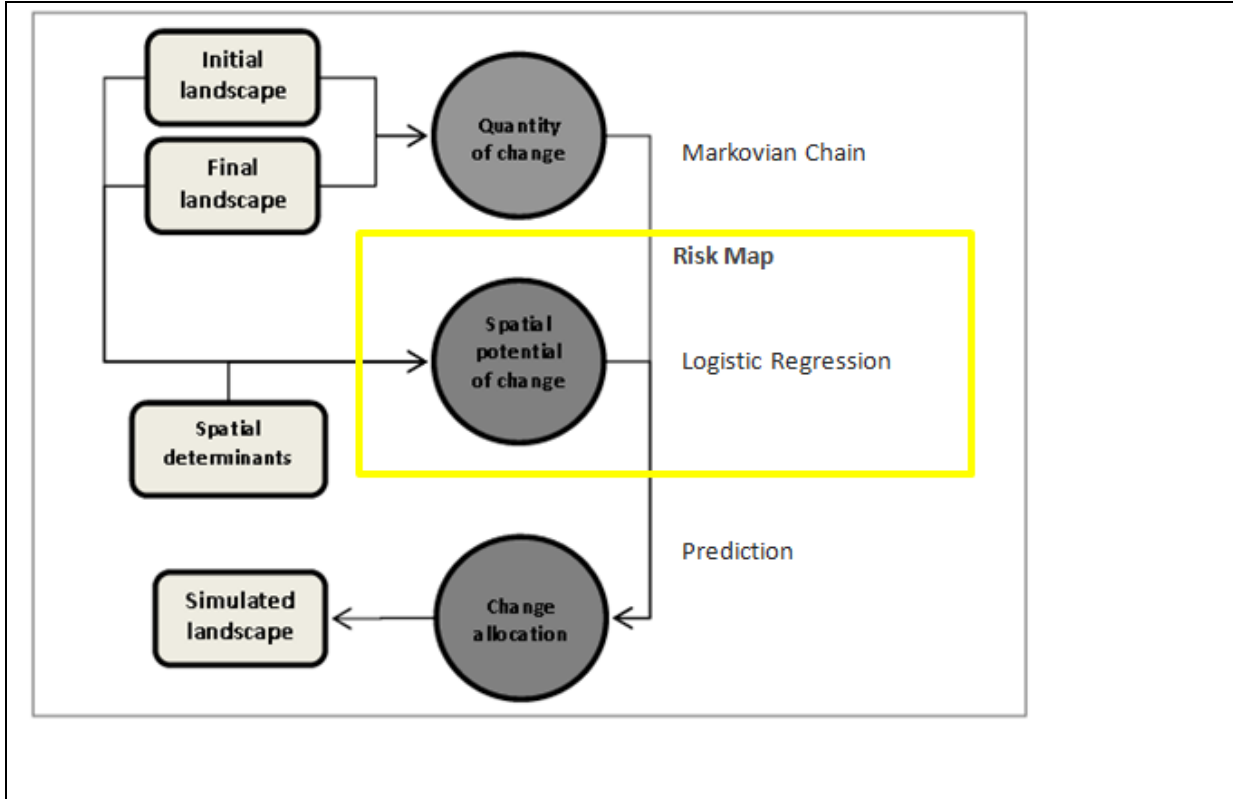 Initial
landscape
Quantity
of change
Markovian Chain
Final
landscape
Risk Map
Spatial
potential
of change
Logistic Regression
Spatial
determinants
Prediction
Simulated
landscape
Change
allocation